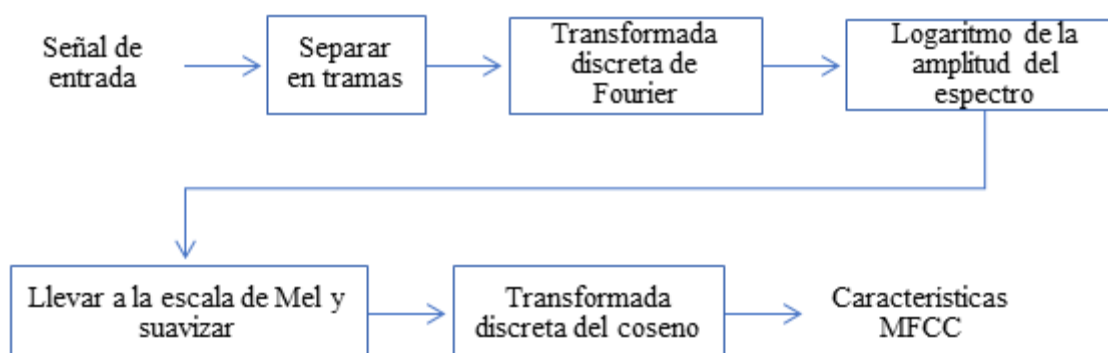 Señal de
entrada
Separar
en tramas
Transformada
discreta de
Fourier
Logaritmo de la
amplitud del
espectro
Llevar a la escala de Mel y
suavizar
Transformada
discreta del coseno
Caracteristicas
MFCC